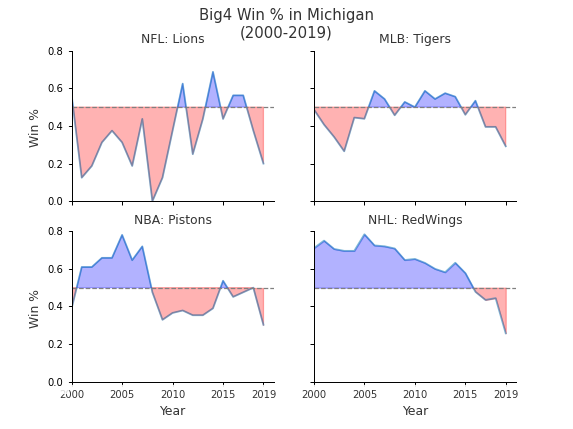 Big4 Win % in Michigan
(2000-2019)
NFL: Lions
MLB: Tigers
0.8
0.6
0.4
0.2
0.0
Win %
NBA: Pistons
NHL: RedWings
0.8
0.6
0.4
0.2
0.0
Win %
2000 2005 2010 2015 2019
2000 2005 2010 2015 2019
Year
Year